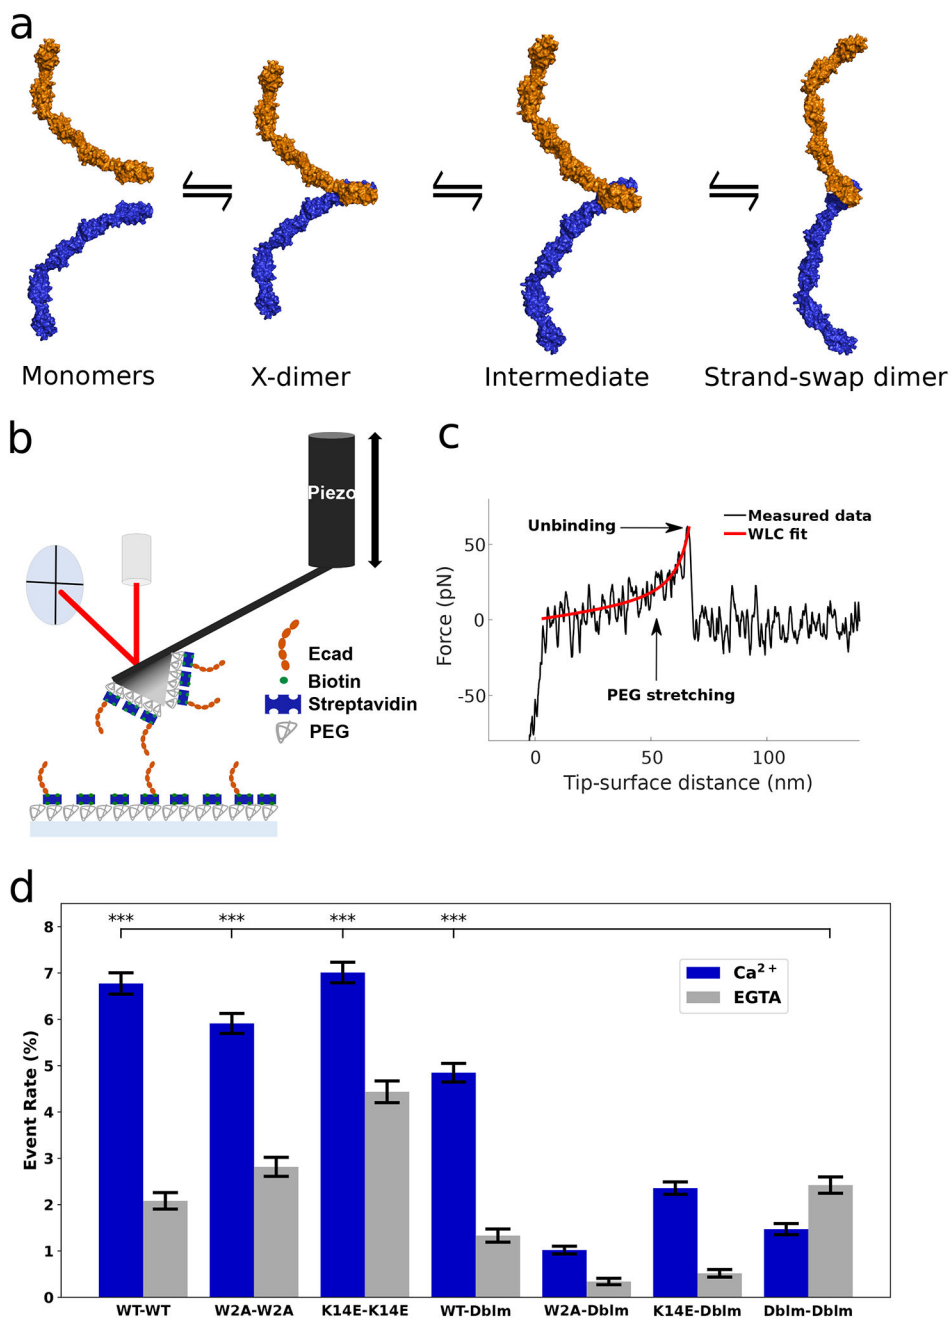 a
Monomers
X-dimer
Intermediate
Strand-swap dimer
b
Piezo
Ecad
Biotin
Streptavidin
PEG
c
Unbinding
Measured data
WLC fit
PEG stretching
50
0
-50
Force (pN)
0 50 100
Tip-surface distance (nm)
d
*** *** *** ***
Ca²⁺
EGTA
8
7
6
5
4
3
2
1
0
Event Rate (%)
WT-WT W2A-W2A K14E-K14E WT-Dblm W2A-Dblm K14E-Dblm Dblm-Dblm